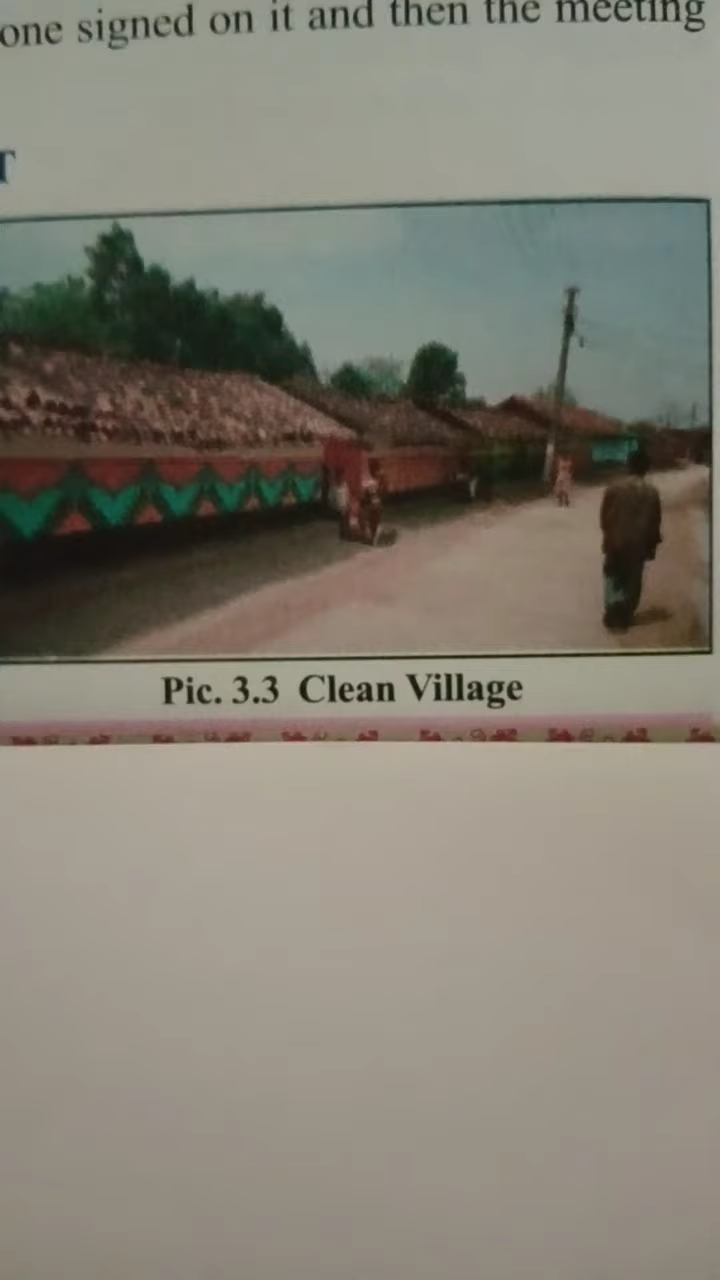 one signed on it and then the meeting
T
Pic. 3.3 Clean Village